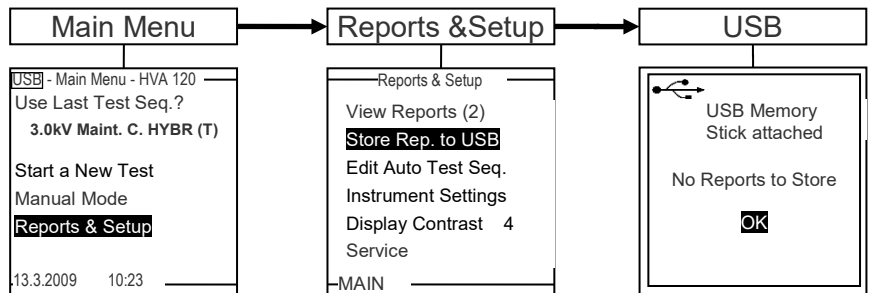 Main Menu
Reports &Setup
USB
USB - Main Menu - HVA 120
Use Last Test Seq.?
3.0kV Maint. C. HYBR (T)
Start a New Test
Manual Mode
Reports & Setup
13.3.2009 10:23
Reports & Setup
View Reports (2)
Store Rep. to USB
Edit Auto Test Seq.
Instrument Settings
Display Contrast 4
Service
MAIN
USB Memory
Stick attached
No Reports to Store
OK